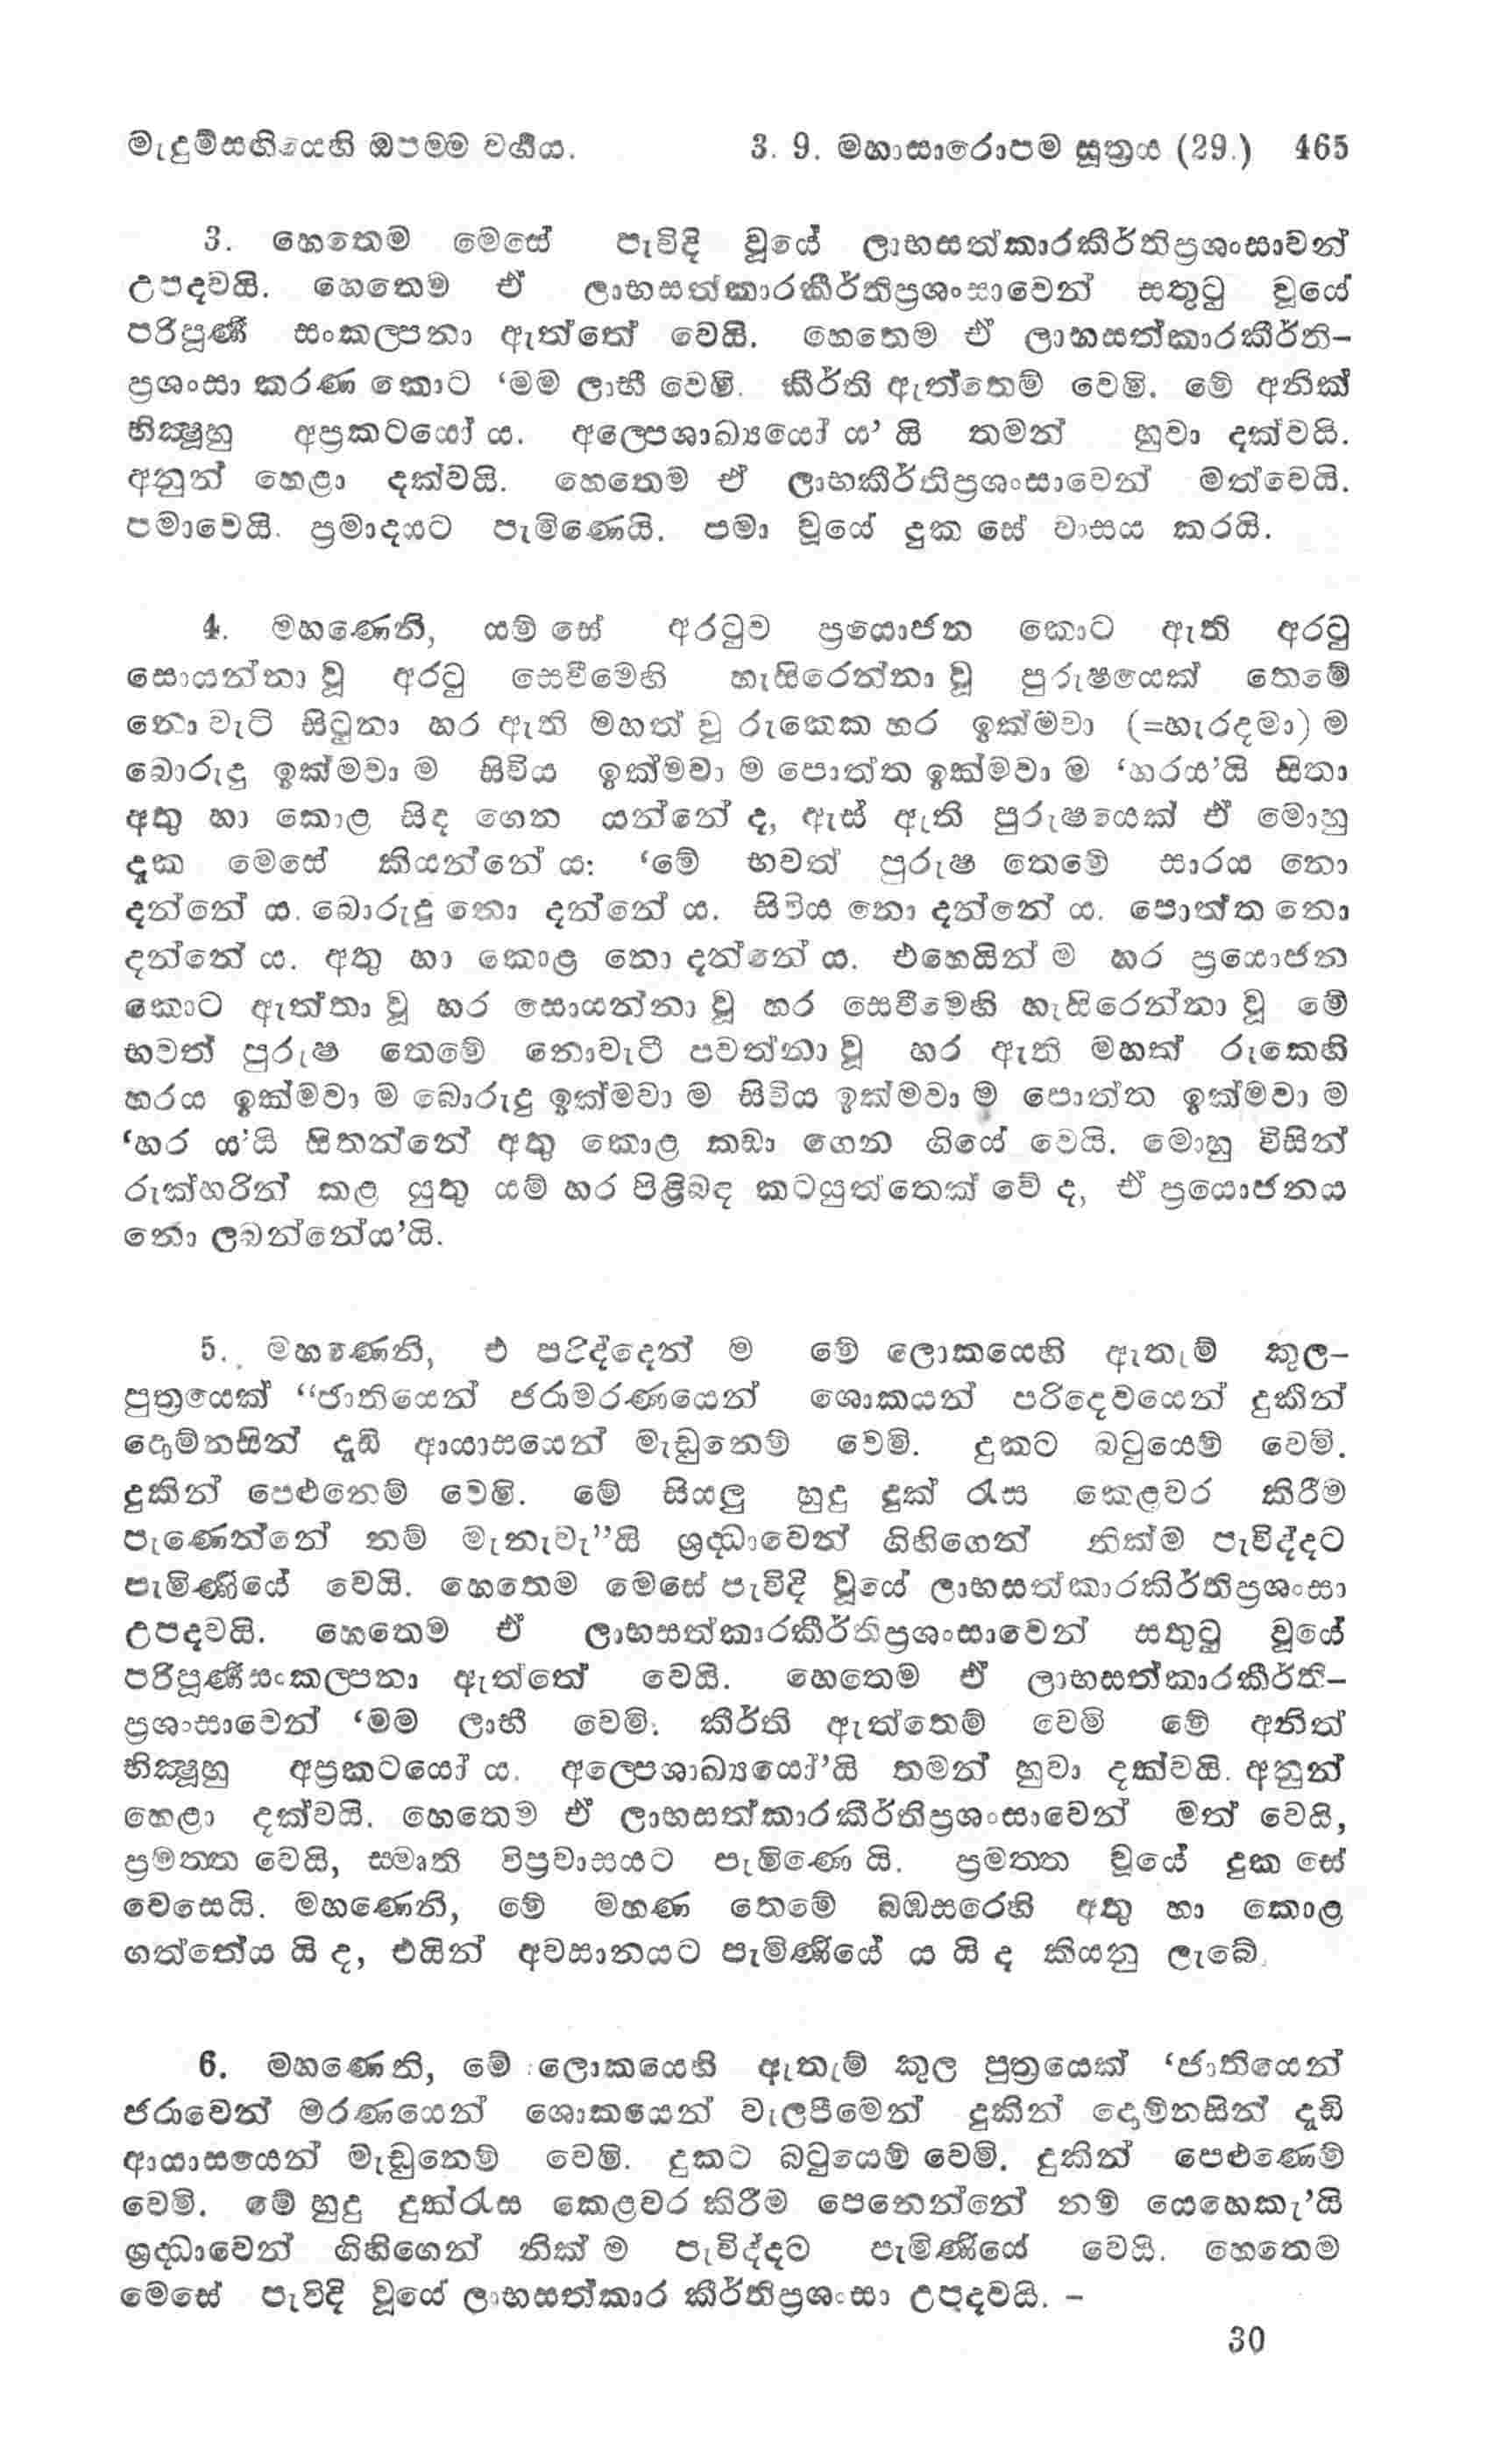 මැදුම්සඟියෙහි ඔපම්ම වර්‍ගය. 3. 9. මහාසාරොපම සූත්‍රය (29.) 465
3. හෙතෙම මෙසේ පැවිදි වූයේ ලාභසත්කාරකීර්තිප්‍රශංසාවන්
උපදවයි. හෙතෙම ඒ ලාභසත්කාරකීර්තිප්‍රශංසාවෙන් සතුටු වූයේ
පරිපූර්‍ණ සංකල්පනා ඇත්තේ වෙයි. හෙතෙම ඒ ලාභසත්කාරකීර්ති-
ප්‍රශංසා කරණ කොට ‘මම ලාභී වෙමි. කීර්ති ඇත්තෙම් වෙමි. මේ අනික්
භික්‍ෂූහු අප්‍රකටයෝ ය. අල්පෙශාඛ්‍යයෝ ය’ යි තමන් හුවා දක්වයි.
අනුන් හෙළා දක්වයි. හෙතෙම ඒ ලාභකීර්තිප්‍රශංසාවෙන් මත්වෙයි.
පමාවෙයි. ප්‍රමාදයට පැමිණෙයි. පමා වූයේ දුක සේ වාසය කරයි.
4. මහණෙනි, යම් සේ අරටුව ප්‍රයොජන කොට ඇති අරටු
සොයන්නා වූ අරටු සෙවීමෙහි හැසිරෙන්නා වූ පුරුෂයෙක් තෙමේ
නො වැටි සිටුනා හර ඇති මහත් වූ රුකෙක හර ඉක්මවා (=හැරදමා) ම
බොරුදු ඉක්මවා ම සිවිය ඉක්මවා ම පොත්ත ඉක්මවා ම ‘හරය’යි සිතා
අතු හා කොළ සිඳ ගෙන යන්නේ ද, ඇස් ඇති පුරුෂයෙක් ඒ මොහු
දැක මෙසේ කියන්නේ ය: ‘මේ භවත් පුරුෂ තෙමේ සාරය නො
දන්නේ ය. බොරුදු නො දන්නේ ය. සිවිය නො දන්නේ ය. පොත්ත නො
දන්නේ ය. අතු හා කොළ නො දන්නේ ය. එහෙයින් ම හර ප්‍රයොජන
කොට ඇත්තා වූ හර සොයන්නා වූ හර සෙවීමෙහි හැසිරෙන්නා වූ මේ
භවත් පුරුෂ තෙමේ නොවැටී පවත්නා වූ හර ඇති මහත් රුකෙහි
හරය ඉක්මවා ම බොරුදු ඉක්මවා ම සිවිය ඉක්මවා ම පොත්ත ඉක්මවා ම
‘හර ය’යි සිතන්නේ අතු කොළ කඩා ගෙන ගියේ වෙයි. මොහු විසින්
රුක්හරින් කළ යුතු යම් හර පිළිබඳ කටයුත්තෙක් වේ ද, ඒ ප්‍රයොජනය
නො ලබන්නේය’යි.
5. මහණෙනි, එ පරිද්දෙන් ම මේ ලොකයෙහි ඇතැම් කුල-
පුත්‍රයෙක් “ජාතියෙන් ජරාමරණයෙන් ශොකයන් පරිදෙවයෙන් දුකින්
දොම්නසින් දැඩි ආයාසයෙන් මැඩුනෙම් වෙමි. දුකට බටුයෙම් වෙමි.
දුකින් පෙළුනෙම් වෙමි. මේ සියලු හුදු දුක් රැස කෙළවර කිරීම
පැණෙන්නේ නම් මැනැවැ”යි ශ්‍රද්ධාවෙන් ගිහිගෙන් නික්ම පැවිද්දට
පැමිණියේ වෙයි. හෙතෙම මෙසේ පැවිදි වූයේ ලාභසත්කාරකීර්තිප්‍රශංසා
උපදවයි. හෙතෙම ඒ ලාභසත්කාරකීර්තිප්‍රශංසාවෙන් සතුටු වූයේ
පරිපූර්‍ණසංකල්පනා ඇත්තේ වෙයි. හෙතෙම ඒ ලාභසත්කාරකීර්ති-
ප්‍රශංසාවෙන් ‘මම ලාභී වෙමි. කීර්ති ඇත්තෙම් වෙමි මේ අනිත්
භික්‍ෂූහු අප්‍රකටයෝ ය. අල්පෙශාඛ්‍යයෝ’යි තමන් හුවා දක්වයි. අනුන්
හෙළා දක්වයි. හෙතෙම ඒ ලාභසත්කාරකීර්තිප්‍රශංසාවෙන් මත් වෙයි,
ප්‍රමත්ත වෙයි, සමෘති විප්‍රවාසයට පැමිණෙ යි. ප්‍රමත්ත වූයේ දුක සේ
වෙසෙයි. මහණෙනි, මේ මහණ තෙමේ බඹසරෙහි අතු හා කොළ
ගත්තේය යි ද, එයින් අවසානයට පැමිණියේ ය යි ද කියනු ලැබේ.
6. මහණෙනි, මේ ලොකයෙහි ඇතැම් කුල පුත්‍රයෙක් ‘ජාතියෙන්
ජරාවෙන් මරණයෙන් ශොකයෙන් වැලපීමෙන් දුකින් දොම්නසින් දැඩි
ආයාසයෙන් මැඩුනෙම් වෙමි. දුකට බටුයෙම් වෙමි. දුකින් පෙළුණෙම්
වෙමි. මේ හුදු දුක්රැස කෙළවර කිරීම පෙනෙන්නේ නම් යෙහෙකැ’යි
ශ්‍රද්ධාවෙන් ගිහිගෙන් නික් ම පැවිද්දට පැමිණියේ වෙයි. හෙතෙම
මෙසේ පැවිදි වූයේ ලාභසත්කාර කීර්තිප්‍රශංසා උපදවයි. –
30